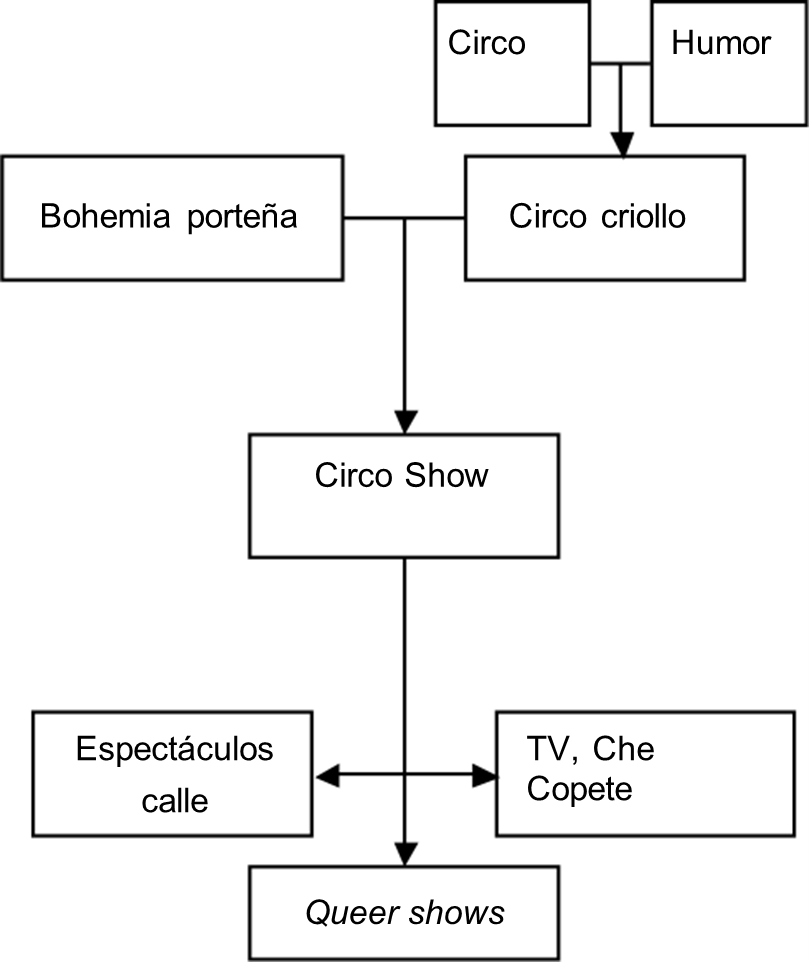 Circo
Humor
Bohemia porteña
Circo criollo
Circo Show
Espectáculos
calle
TV, Che
Copete
Queer shows